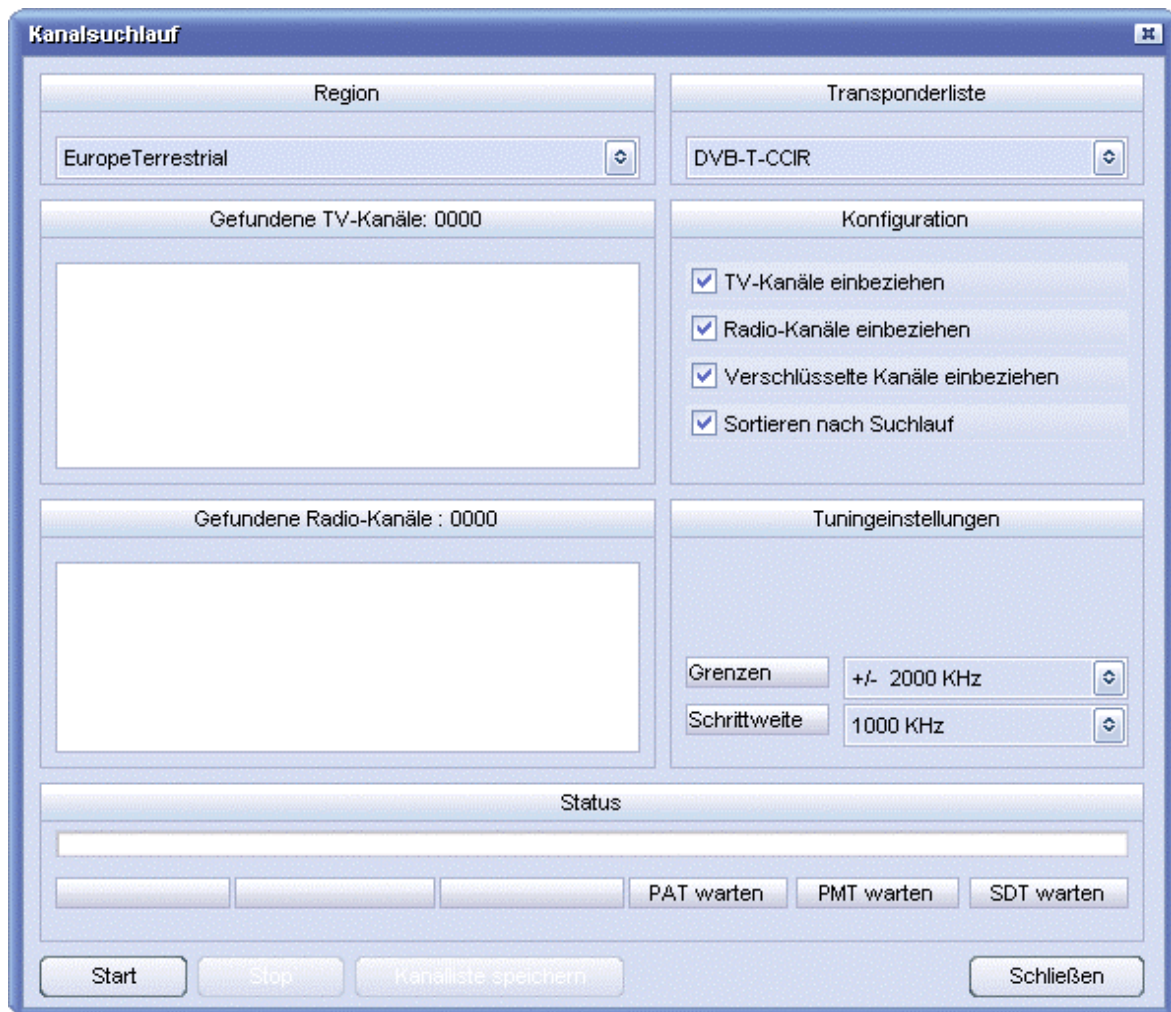 Kanalsuchlauf
Region
EuropeTerrestrial
Transponderliste
DVB-T-CCIR
Gefundene TV-Kanäle: 0000
Konfiguration
TV-Kanäle einbeziehen
Radio-Kanäle einbeziehen
Verschlüsselte Kanäle einbeziehen
Sortieren nach Suchlauf
Gefundene Radio-Kanäle : 0000
Tuningeinstellungen
Grenzen +/- 2000 KHz
Schrittweite 1000 KHz
Status
PAT warten PMT warten SDT warten
Start Stop Kanalliste speichern Schließen